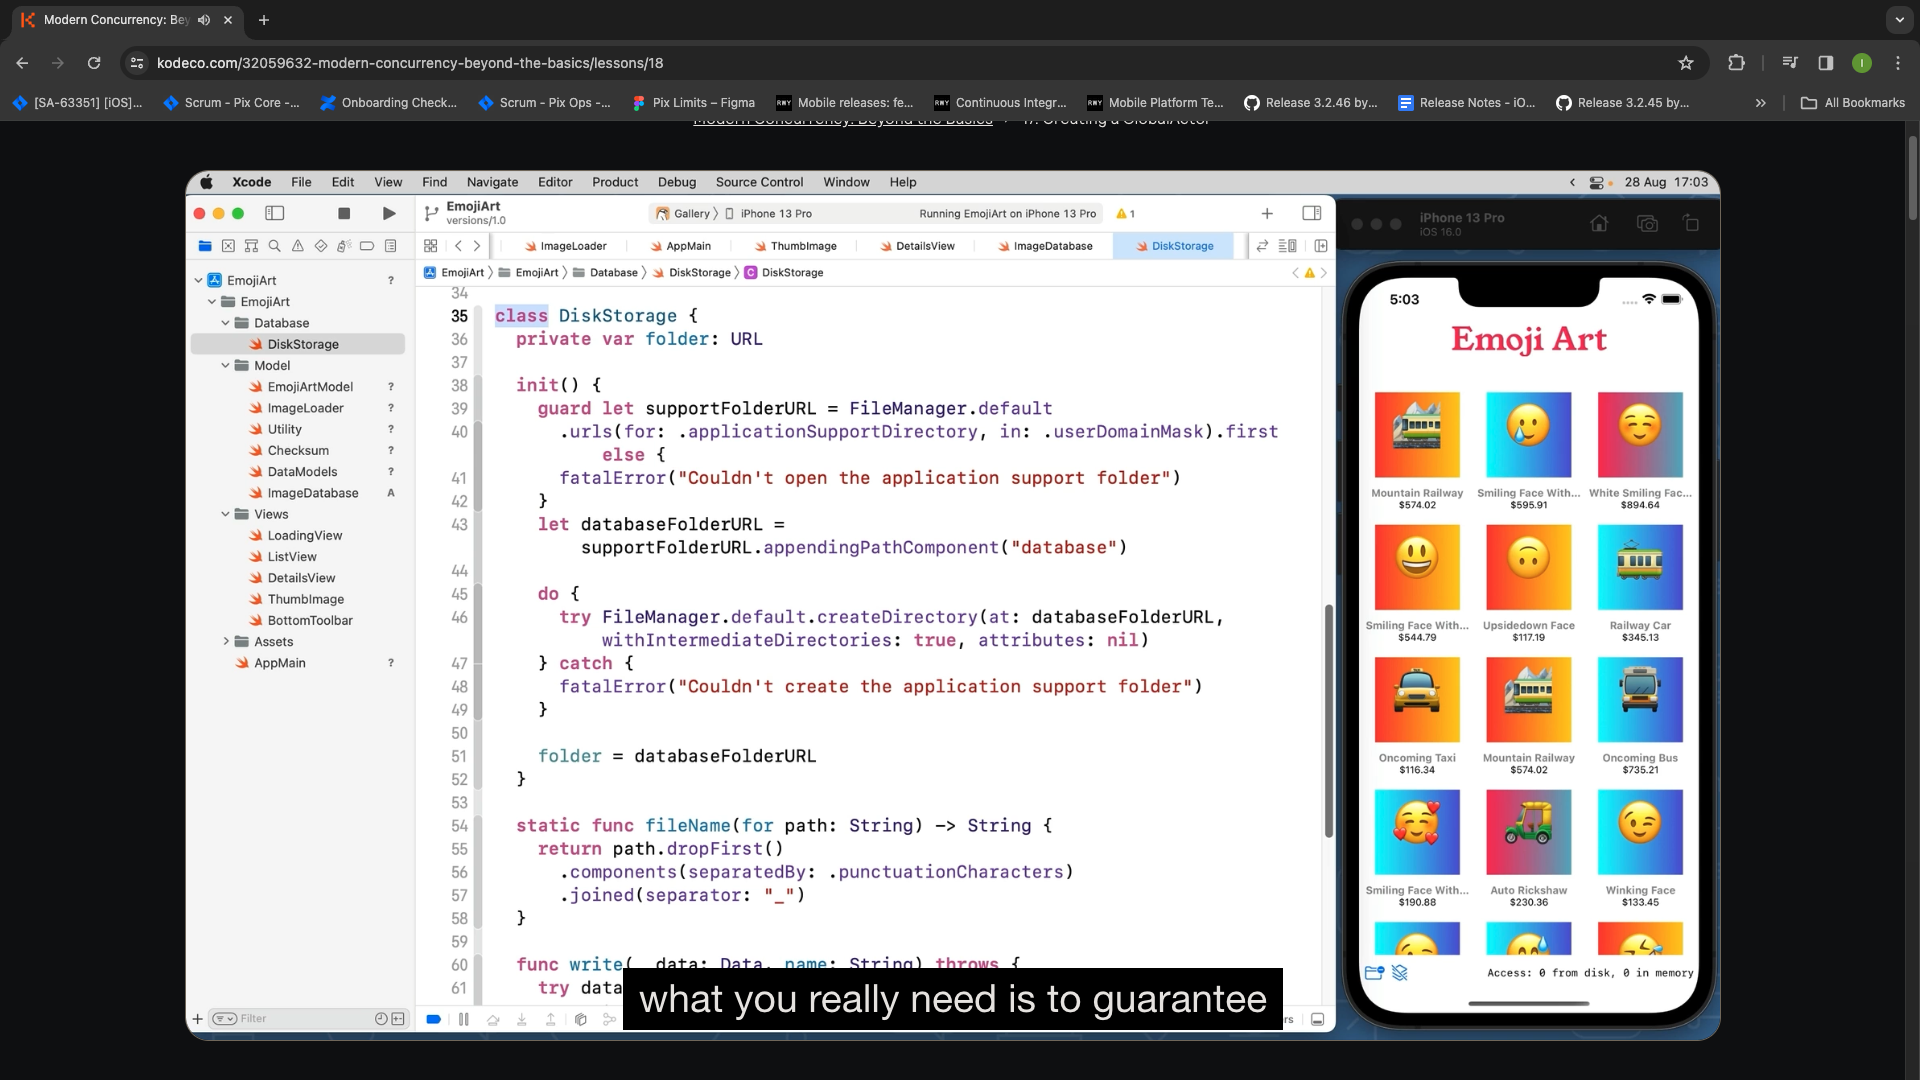 Modern Concurrency: Bey
kodeco.com/32059632-modern-concurrency-beyond-the-basics/lessons/18
[SA-63351] [iOS]...
Scrum - Pix Core -...
Onboarding Check...
Scrum - Pix Ops -...
Pix Limits – Figma
Mobile releases: fe...
Continuous Integr...
Mobile Platform Te...
Release 3.2.46 by...
Release Notes - iO...
Release 3.2.45 by...
All Bookmarks
Modern Concurrency: Beyond the Basics
17. Creating a GlobalActor
Xcode File Edit View Find Navigate Editor Product Debug Source Control Window Help
28 Aug 17:03
EmojiArt
versions/1.0
Gallery
iPhone 13 Pro
Running EmojiArt on iPhone 13 Pro
1
ImageLoader
AppMain
ThumbImage
DetailsView
ImageDatabase
DiskStorage
EmojiArt
EmojiArt
Database
DiskStorage
DiskStorage
EmojiArt ?
EmojiArt
Database
DiskStorage
Model
EmojiArtModel ?
ImageLoader ?
Utility ?
Checksum ?
DataModels ?
ImageDatabase A
Views
LoadingView
ListView
DetailsView
ThumbImage
BottomToolbar
Assets
AppMain ?
Filter
34
35 class DiskStorage {
36 private var folder: URL
37
38 init() {
39 guard let supportFolderURL = FileManager.default
40 .urls(for: .applicationSupportDirectory, in: .userDomainMask).first
else {
41 fatalError("Couldn't open the application support folder")
42 }
43 let databaseFolderURL =
supportFolderURL.appendingPathComponent("database")
44
45 do {
46 try FileManager.default.createDirectory(at: databaseFolderURL,
withIntermediateDirectories: true, attributes: nil)
47 } catch {
48 fatalError("Couldn't create the application support folder")
49 }
50
51 folder = databaseFolderURL
52 }
53
54 static func fileName(for path: String) -> String {
55 return path.dropFirst()
56 .components(separatedBy: .punctuationCharacters)
57 .joined(separator: "_")
58 }
59
60 func write(_ data: Data, name: String) throws {
61 try data
what you really need is to guarantee
iPhone 13 Pro
iOS 16.0
5:03
Emoji Art
Mountain Railway
$574.02
Smiling Face With...
$595.91
White Smiling Fac...
$894.64
Smiling Face With...
$544.79
Upsidedown Face
$117.19
Railway Car
$345.13
Oncoming Taxi
$116.34
Mountain Railway
$574.02
Oncoming Bus
$735.21
Smiling Face With...
$190.88
Auto Rickshaw
$230.36
Winking Face
$133.45
Access: 0 from disk, 0 in memory